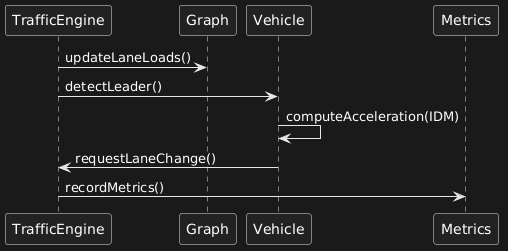 TrafficEngine Graph Vehicle Metrics
updateLaneLoads()
detectLeader()
computeAcceleration(IDM)
requestLaneChange()
recordMetrics()
TrafficEngine Graph Vehicle Metrics